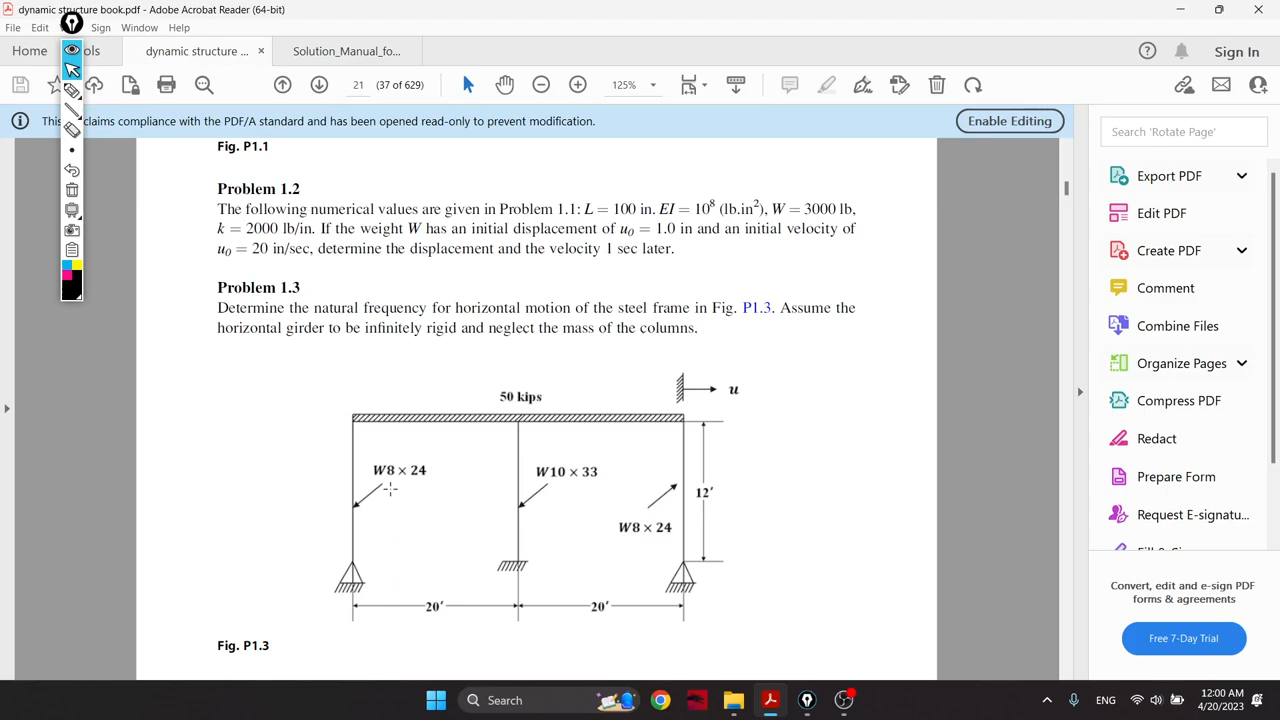 dynamic structure book.pdf - Adobe Acrobat Reader (64-bit)
File Edit Sign Window Help
Home dynamic structure ... × Solution_Manual_fo...
Sign In
21 (37 of 629) 125%
claims compliance with the PDF/A standard and has been opened read-only to prevent modification.
Enable Editing
Fig. P1.1
Problem 1.2
The following numerical values are given in Problem 1.1: L = 100 in. EI = 10⁸ (lb.in²), W = 3000 lb,
k = 2000 lb/in. If the weight W has an initial displacement of u₀ = 1.0 in and an initial velocity of
u₀ = 20 in/sec, determine the displacement and the velocity 1 sec later.
Problem 1.3
Determine the natural frequency for horizontal motion of the steel frame in Fig. P1.3. Assume the
horizontal girder to be infinitely rigid and neglect the mass of the columns.
50 kips
u
W8 × 24
W10 × 33
12'
W8 × 24
20' 20'
Fig. P1.3
Search 'Rotate Page'
Export PDF
Edit PDF
Create PDF
Comment
Combine Files
Organize Pages
Compress PDF
Redact
Prepare Form
Request E-signatu...
Convert, edit and e-sign PDF
forms & agreements
Free 7-Day Trial
Search
ENG
12:00 AM
4/20/2023